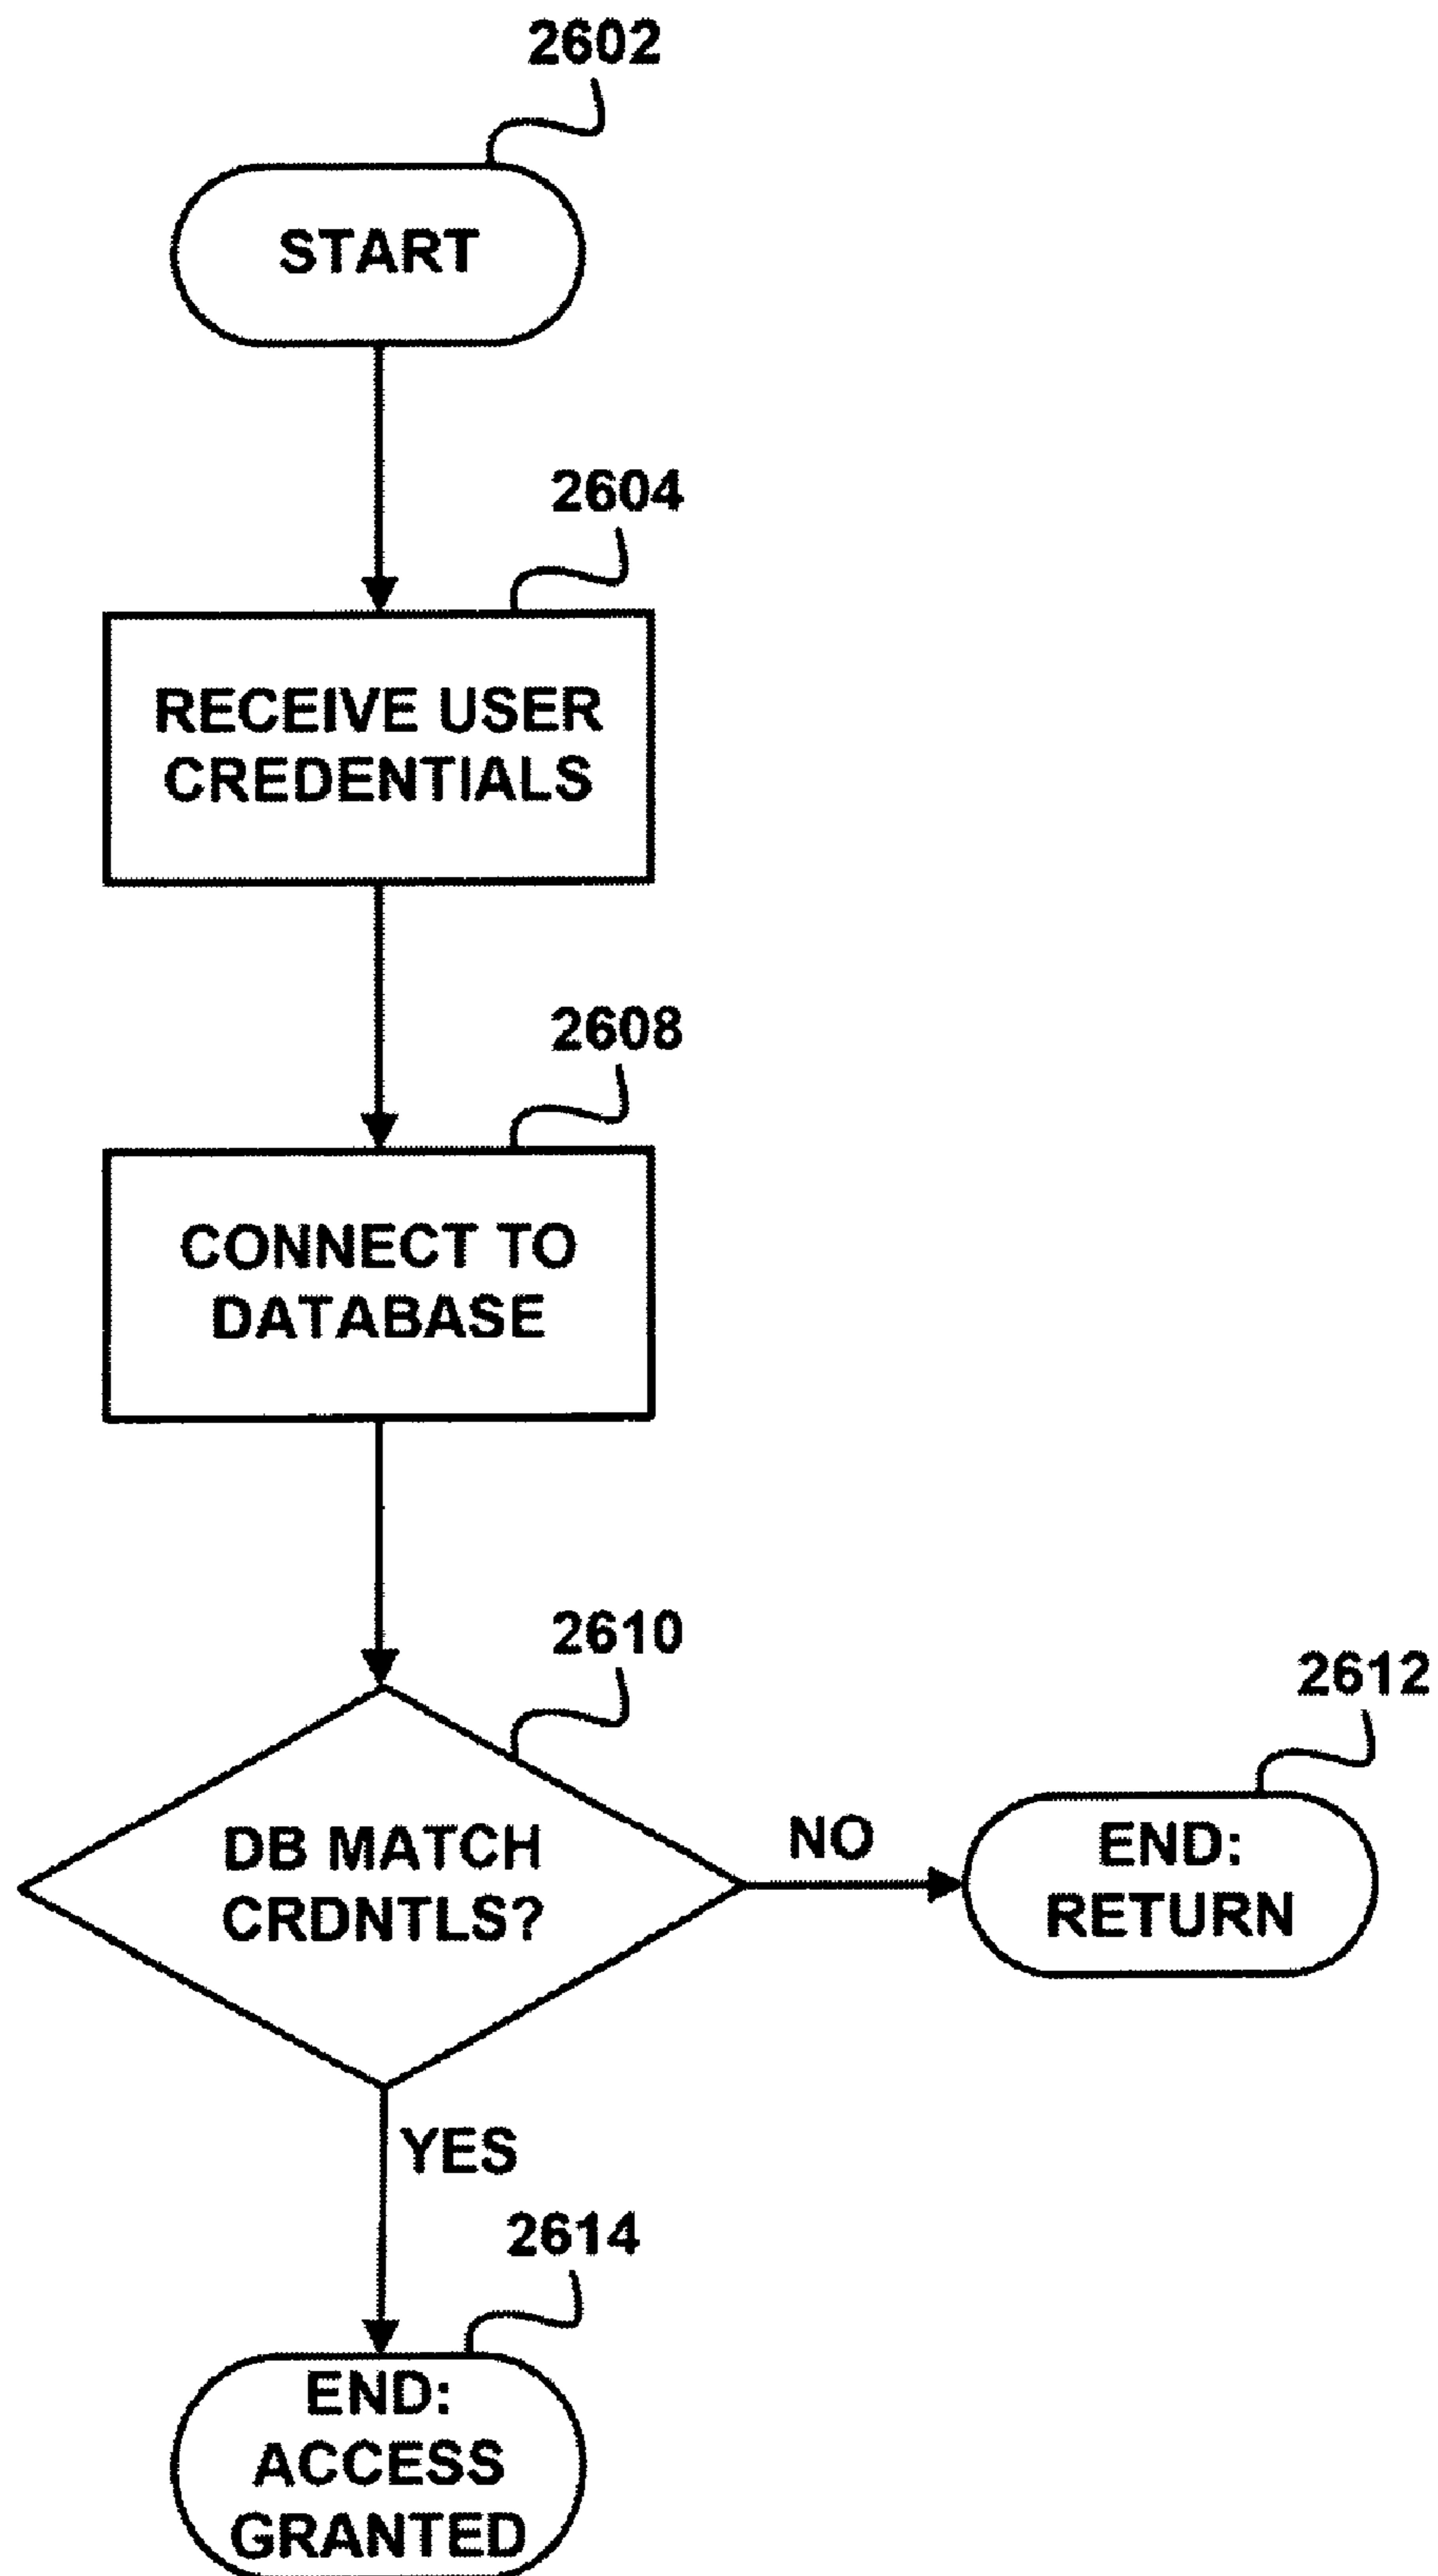 2602
START
2604
RECEIVE USER
CREDENTIALS
2608
CONNECT TO
DATABASE
2610
DB MATCH
CRDNTLS?
NO
2612
END:
RETURN
YES
2614
END:
ACCESS
GRANTED